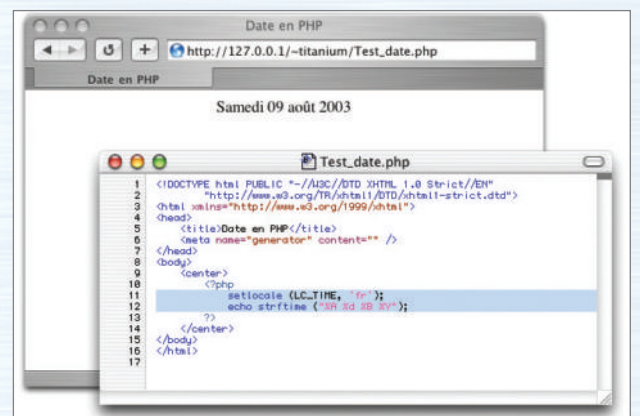 Date en PHP
http://127.0.0.1/~titanium/Test_date.php
Date en PHP
Samedi 09 août 2003
Test_date.php
1 <!DOCTYPE html PUBLIC "-//W3C//DTD XHTML 1.0 Strict//EN"
2 "http://www.w3.org/TR/xhtml1/DTD/xhtml1-strict.dtd">
3 <html xmlns="http://www.w3.org/1999/xhtml">
4 <head>
5 <title>Date en PHP</title>
6 <meta name="generator" content="" />
7 </head>
8 <body>
9 <center>
10 <?php
11 setlocale (LC_TIME, 'fr');
12 echo strftime ("%A %d %B %Y");
13 ?>
14 </center>
15 </body>
16 </html>
17